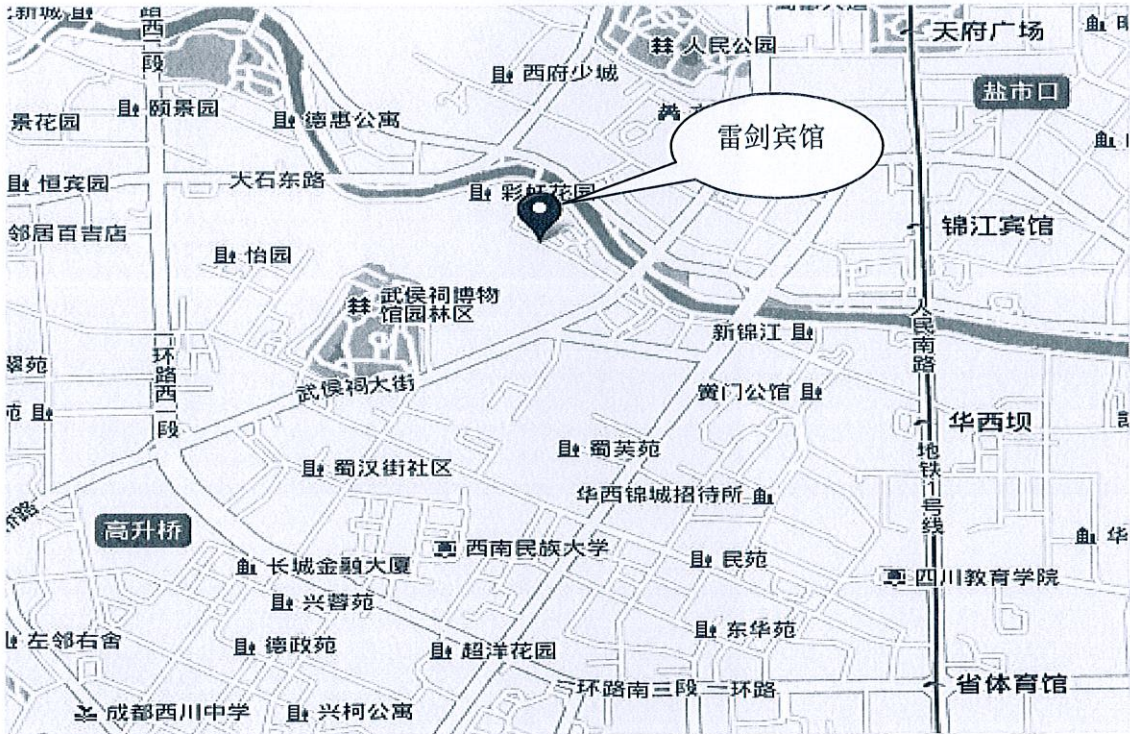 天府广场
人民公园
西府少城
盐市口
颐景园
德惠公寓
景花园
雷剑宾馆
恒宾园
大石东路
彩虹花园
邻居百吉店
锦江宾馆
怡园
武侯祠博物
馆园林区
新锦江
人民南路
翠苑
二环路西一段
武侯祠大街
黉门公馆
华西坝
蜀汉街社区
蜀芙苑
地铁1号线
华西锦城招待所
高升桥
西南民族大学
长城金融大厦
民苑
四川教育学院
兴蓉苑
东华苑
左邻右舍
德政苑
超洋花园
二环路南三段
一环路
省体育馆
成都西川中学
兴柯公寓